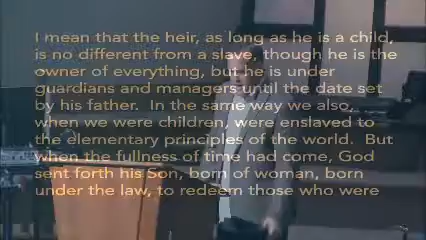 I mean that the heir, as long as he is a child,
is no different from a slave, though he is the
owner of everything, but he is under
guardians and managers until the date set
by his father. In the same way we also,
when we were children, were enslaved to
the elementary principles of the world. But
when the fullness of time had come, God
sent forth his Son, born of woman, born
under the law, to redeem those who were